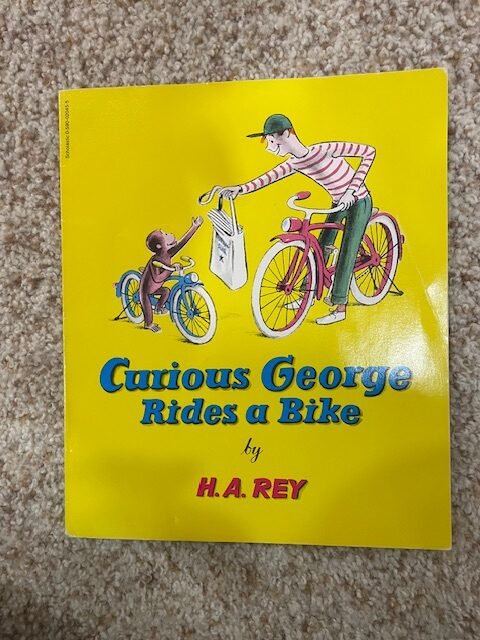 Curious George
Rides a Bike
by
H. A. REY